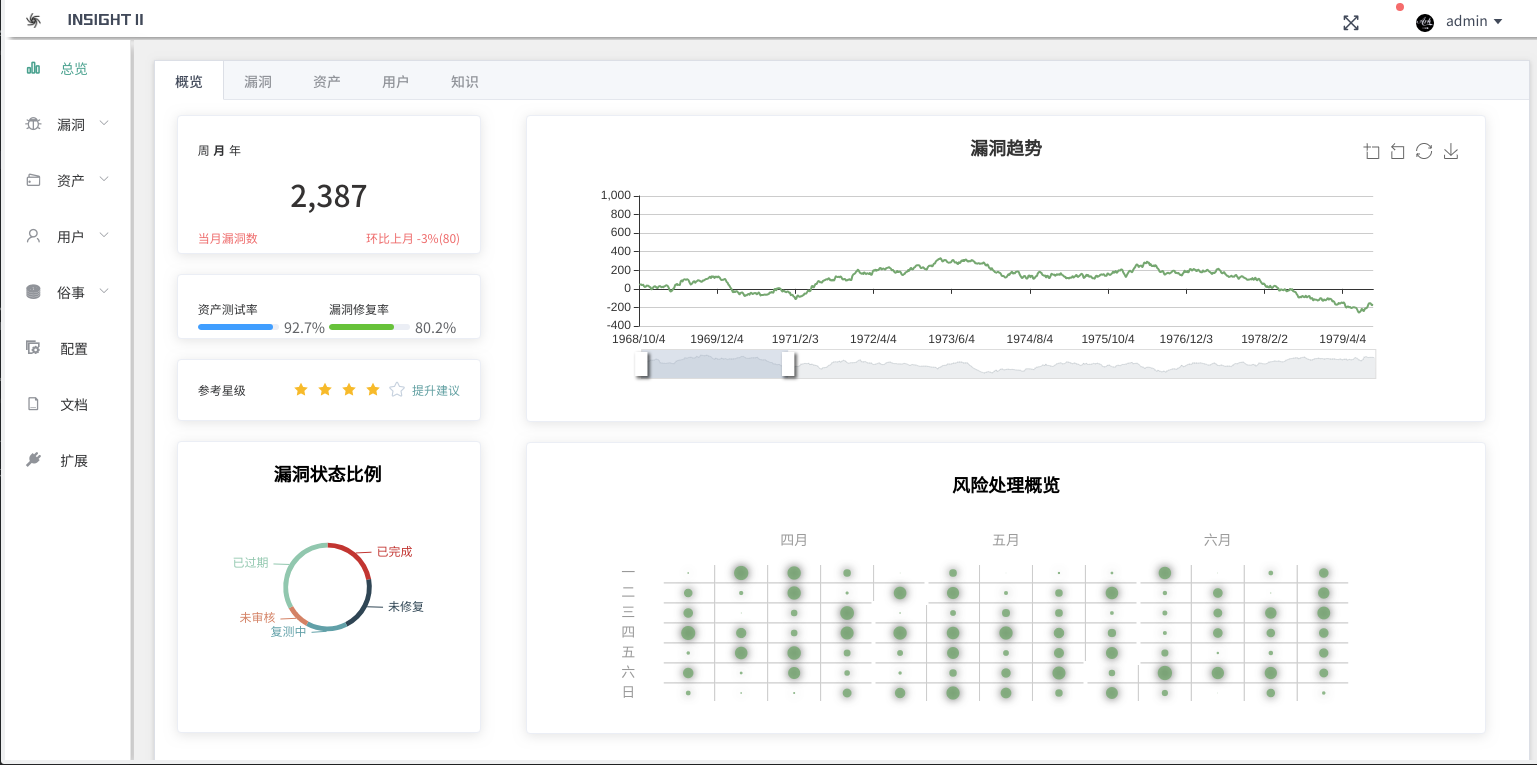 INSIGHT II
admin
总览
漏洞
资产
用户
俗事
配置
文档
扩展
概览 漏洞 资产 用户 知识
周 月 年
2,387
当月漏洞数 环比上月 -3%(80)
资产测试率 漏洞修复率
92.7% 80.2%
参考星级 提升建议
漏洞状态比例
已完成
已过期
未修复
未审核
复测中
漏洞趋势
1,000
800
600
400
200
0
-200
-400
1968/10/4 1969/12/4 1971/2/3 1972/4/4 1973/6/4 1974/8/4 1975/10/4 1976/12/3 1978/2/2 1979/4/4
风险处理概览
四月 五月 六月
一
二
三
四
五
六
日